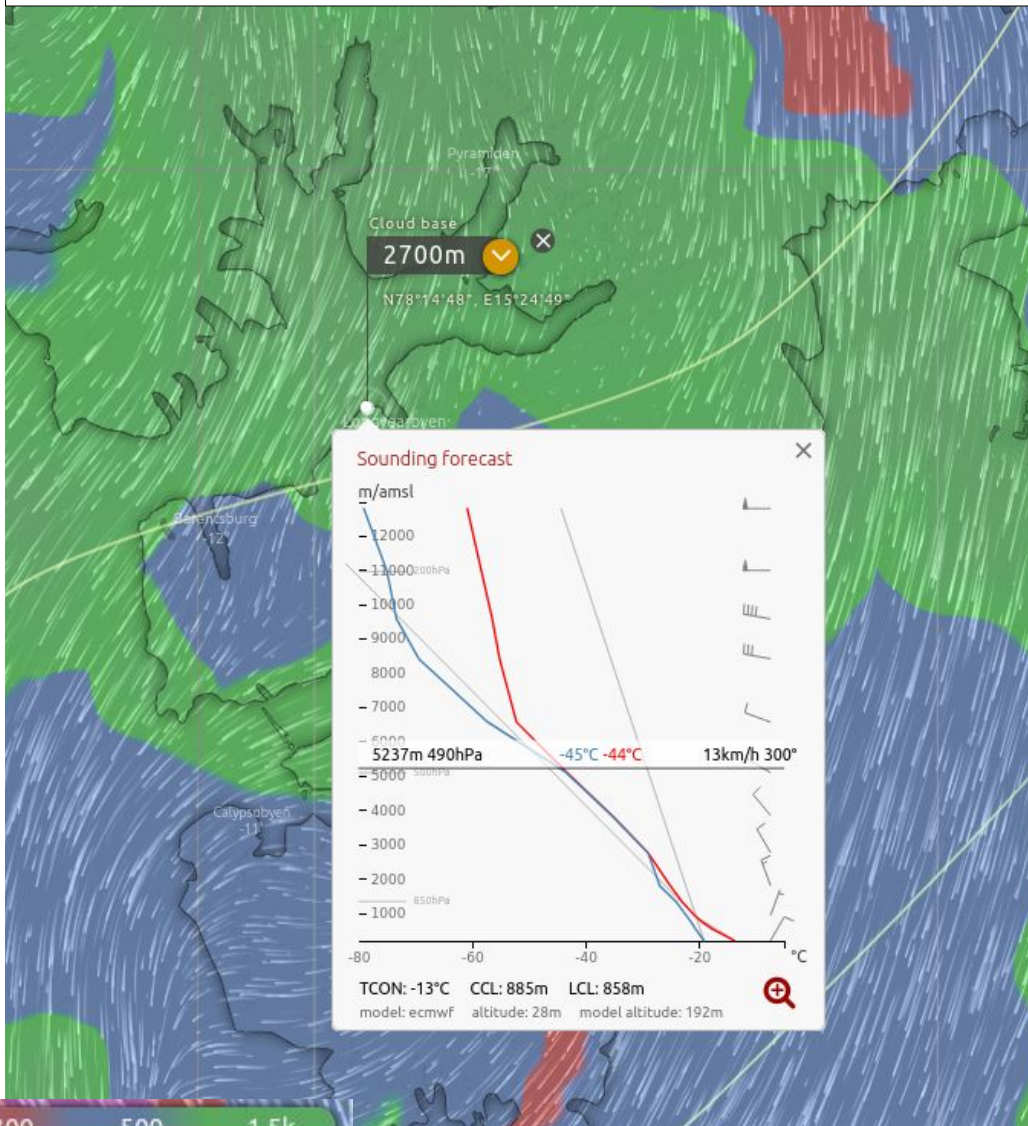 Pyramiden
-17°
Cloud base
2700m
N78°14'48", E15°24'49"
Longyearbyen
Barentsburg
-12°
Calypsobyen
-11°
Sounding forecast
m/amsl
12000
11000 200hPa
10000
9000
8000
7000
6000
5237m 490hPa -45°C -44°C 13km/h 300°
5000 500hPa
4000
3000
2000
1000 850hPa
-80 -60 -40 -20 °C
TCON: -13°C CCL: 885m LCL: 858m
model: ecmwf altitude: 28m model altitude: 192m
500 1.5k